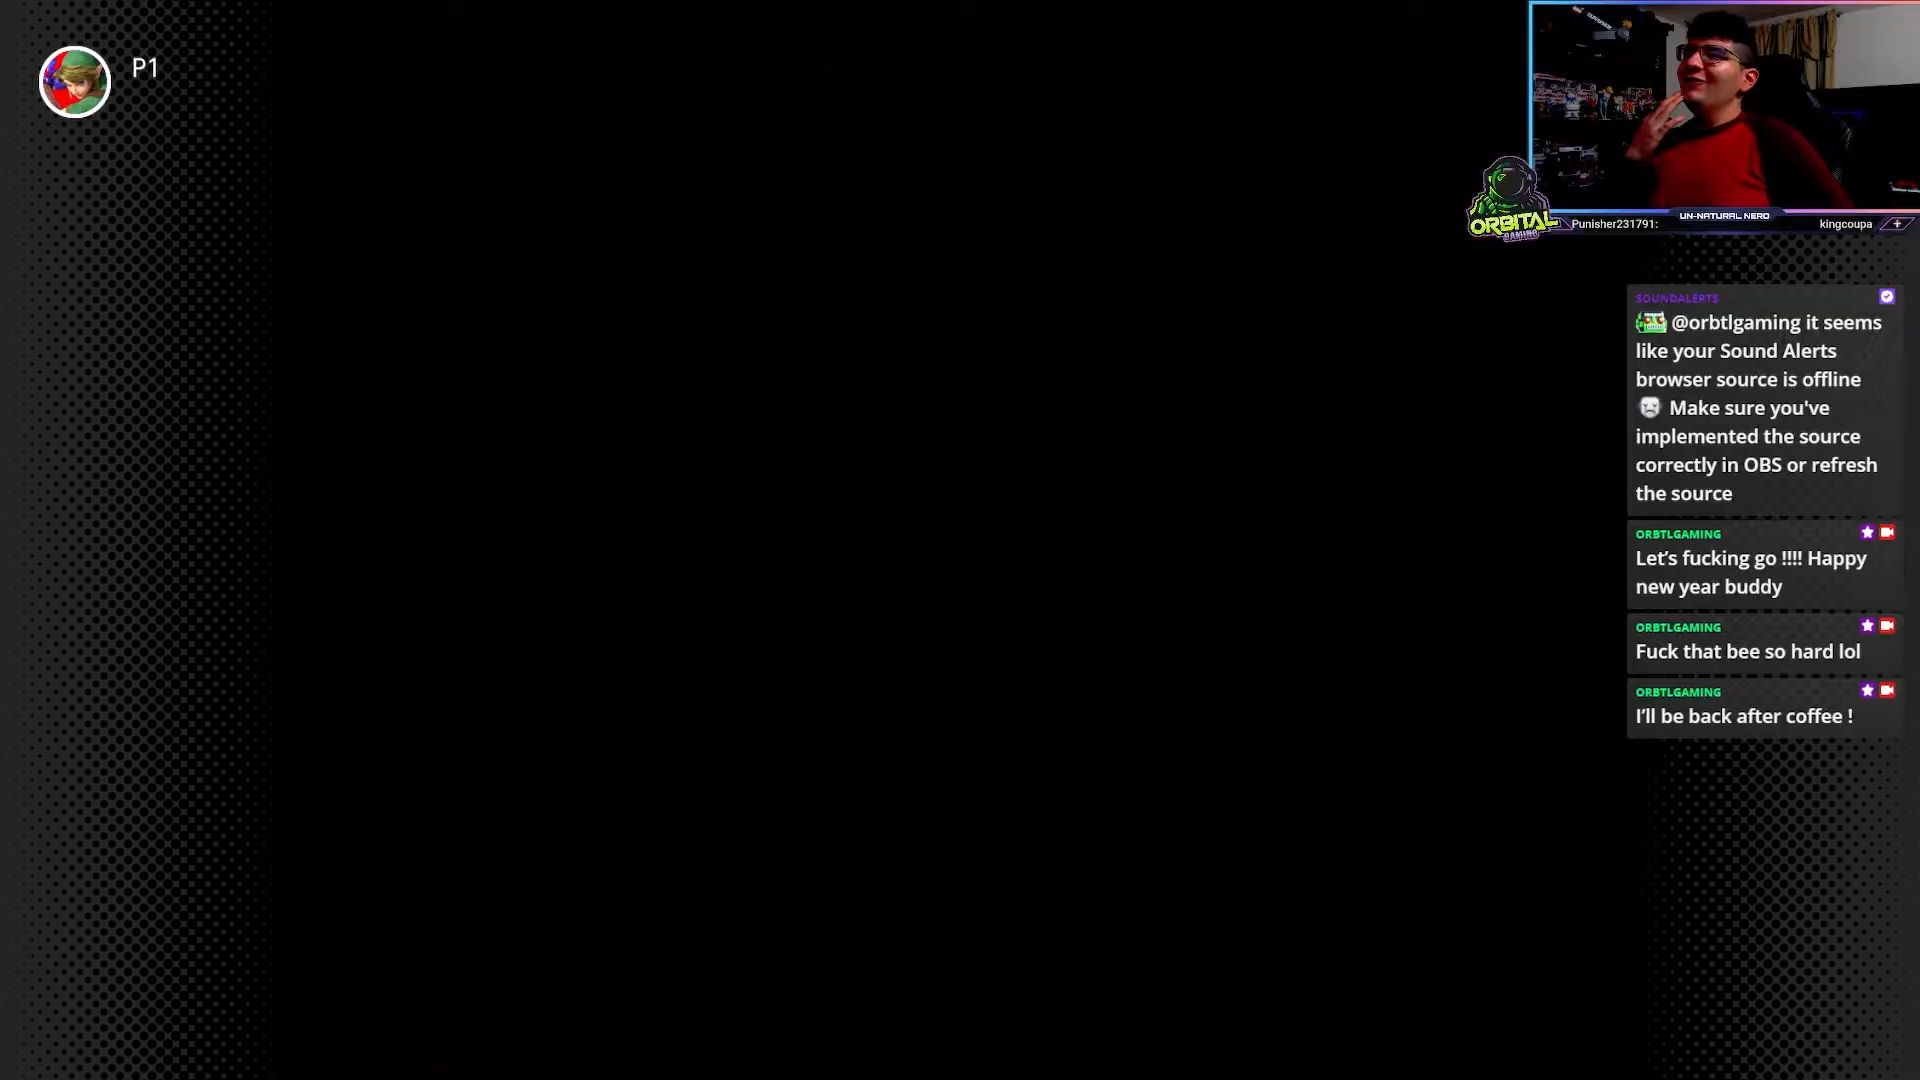 P1
ORBITAL
GAMING
UN-NATURAL NERD
Punisher231791:
kingcoupa
+
SOUNDALERTS
@orbtlgaming it seems
like your Sound Alerts
browser source is offline
Make sure you've
implemented the source
correctly in OBS or refresh
the source
ORBTLGAMING
Let’s fucking go !!!! Happy
new year buddy
ORBTLGAMING
Fuck that bee so hard lol
ORBTLGAMING
I’ll be back after coffee !